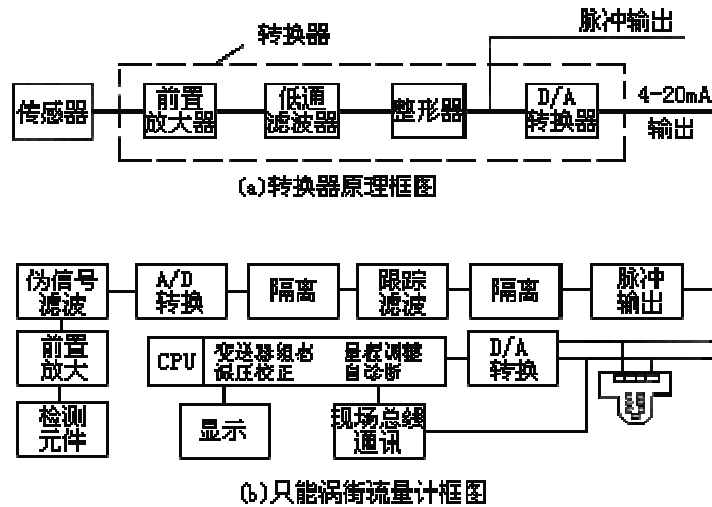 脉冲输出
转换器
传感器
前置
放大器
低通
滤波器
整形器
D/A
转换器
4-20mA
输出
(a)转换器原理框图
伪信号
滤波
A/D
转换
隔离
跟踪
滤波
隔离
脉冲
输出
前置
放大
CPU
变送器组态
温压校正
量程调整
自诊断
D/A
转换
检测
元件
显示
现场总线
通讯
(b)只能涡街流量计框图